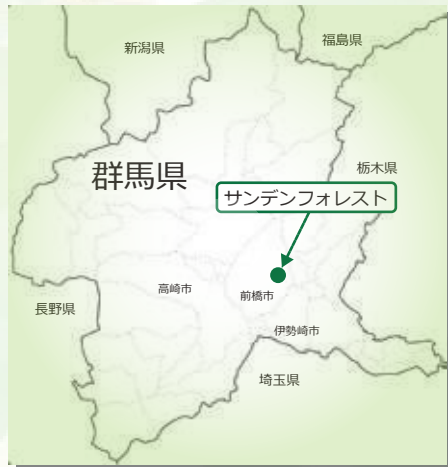 新潟県
福島県
群馬県
栃木県
サンデンフォレスト
高崎市
前橋市
長野県
伊勢崎市
埼玉県